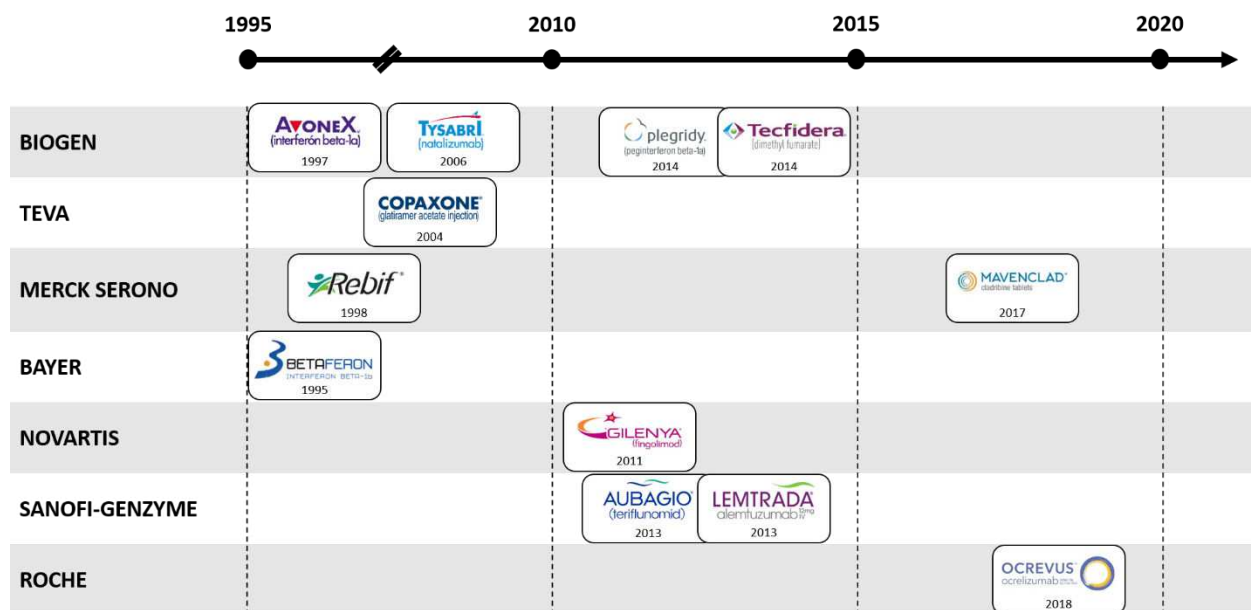 1995 2010 2015 2020
BIOGEN
AVONEX
(interferón beta-1a)
1997
TYSABRI
(natalizumab)
2006
plegridy
(peginterferon beta-1a)
2014
Tecfidera
[dimethyl fumarate]
2014
TEVA
COPAXONE
(glatiramer acetate injection)
2004
MERCK SERONO
Rebif
1998
MAVENCLAD
cladribine tablets
2017
BAYER
BETAFERON
INTERFERON BETA-1b
1995
NOVARTIS
GILENYA
(fingolimod)
2011
SANOFI-GENZYME
AUBAGIO
(teriflunomid)
2013
LEMTRADA
alemtuzumab 12mg IV
2013
ROCHE
OCREVUS
ocrelizumab
2018